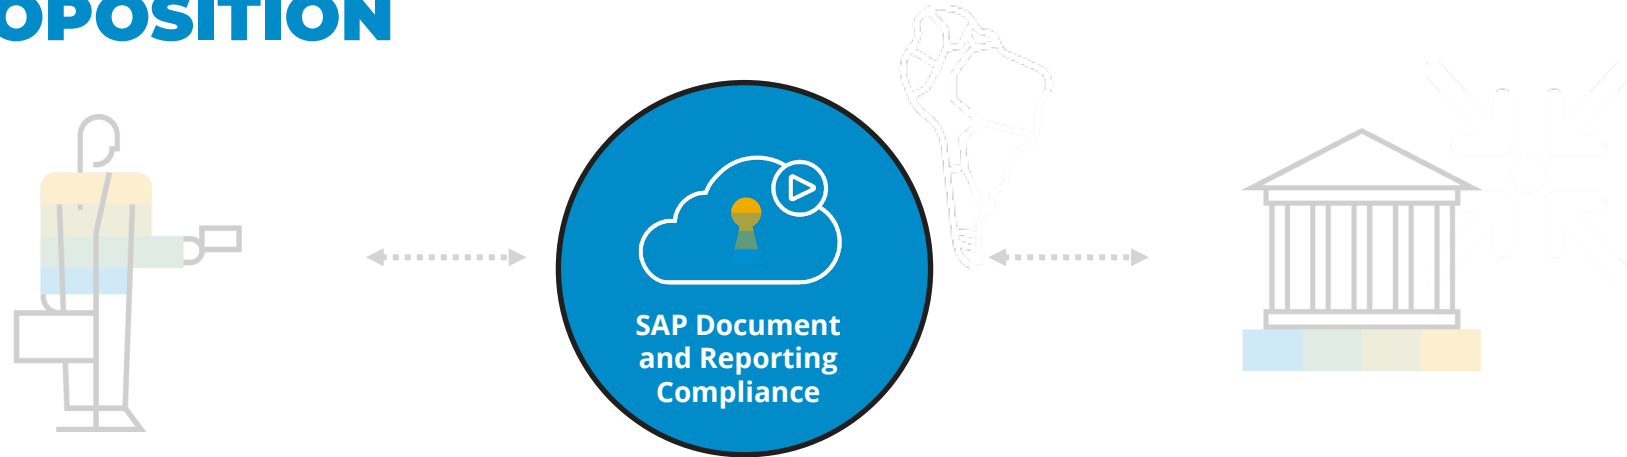 OPOSITION
SAP Document
and Reporting
Compliance